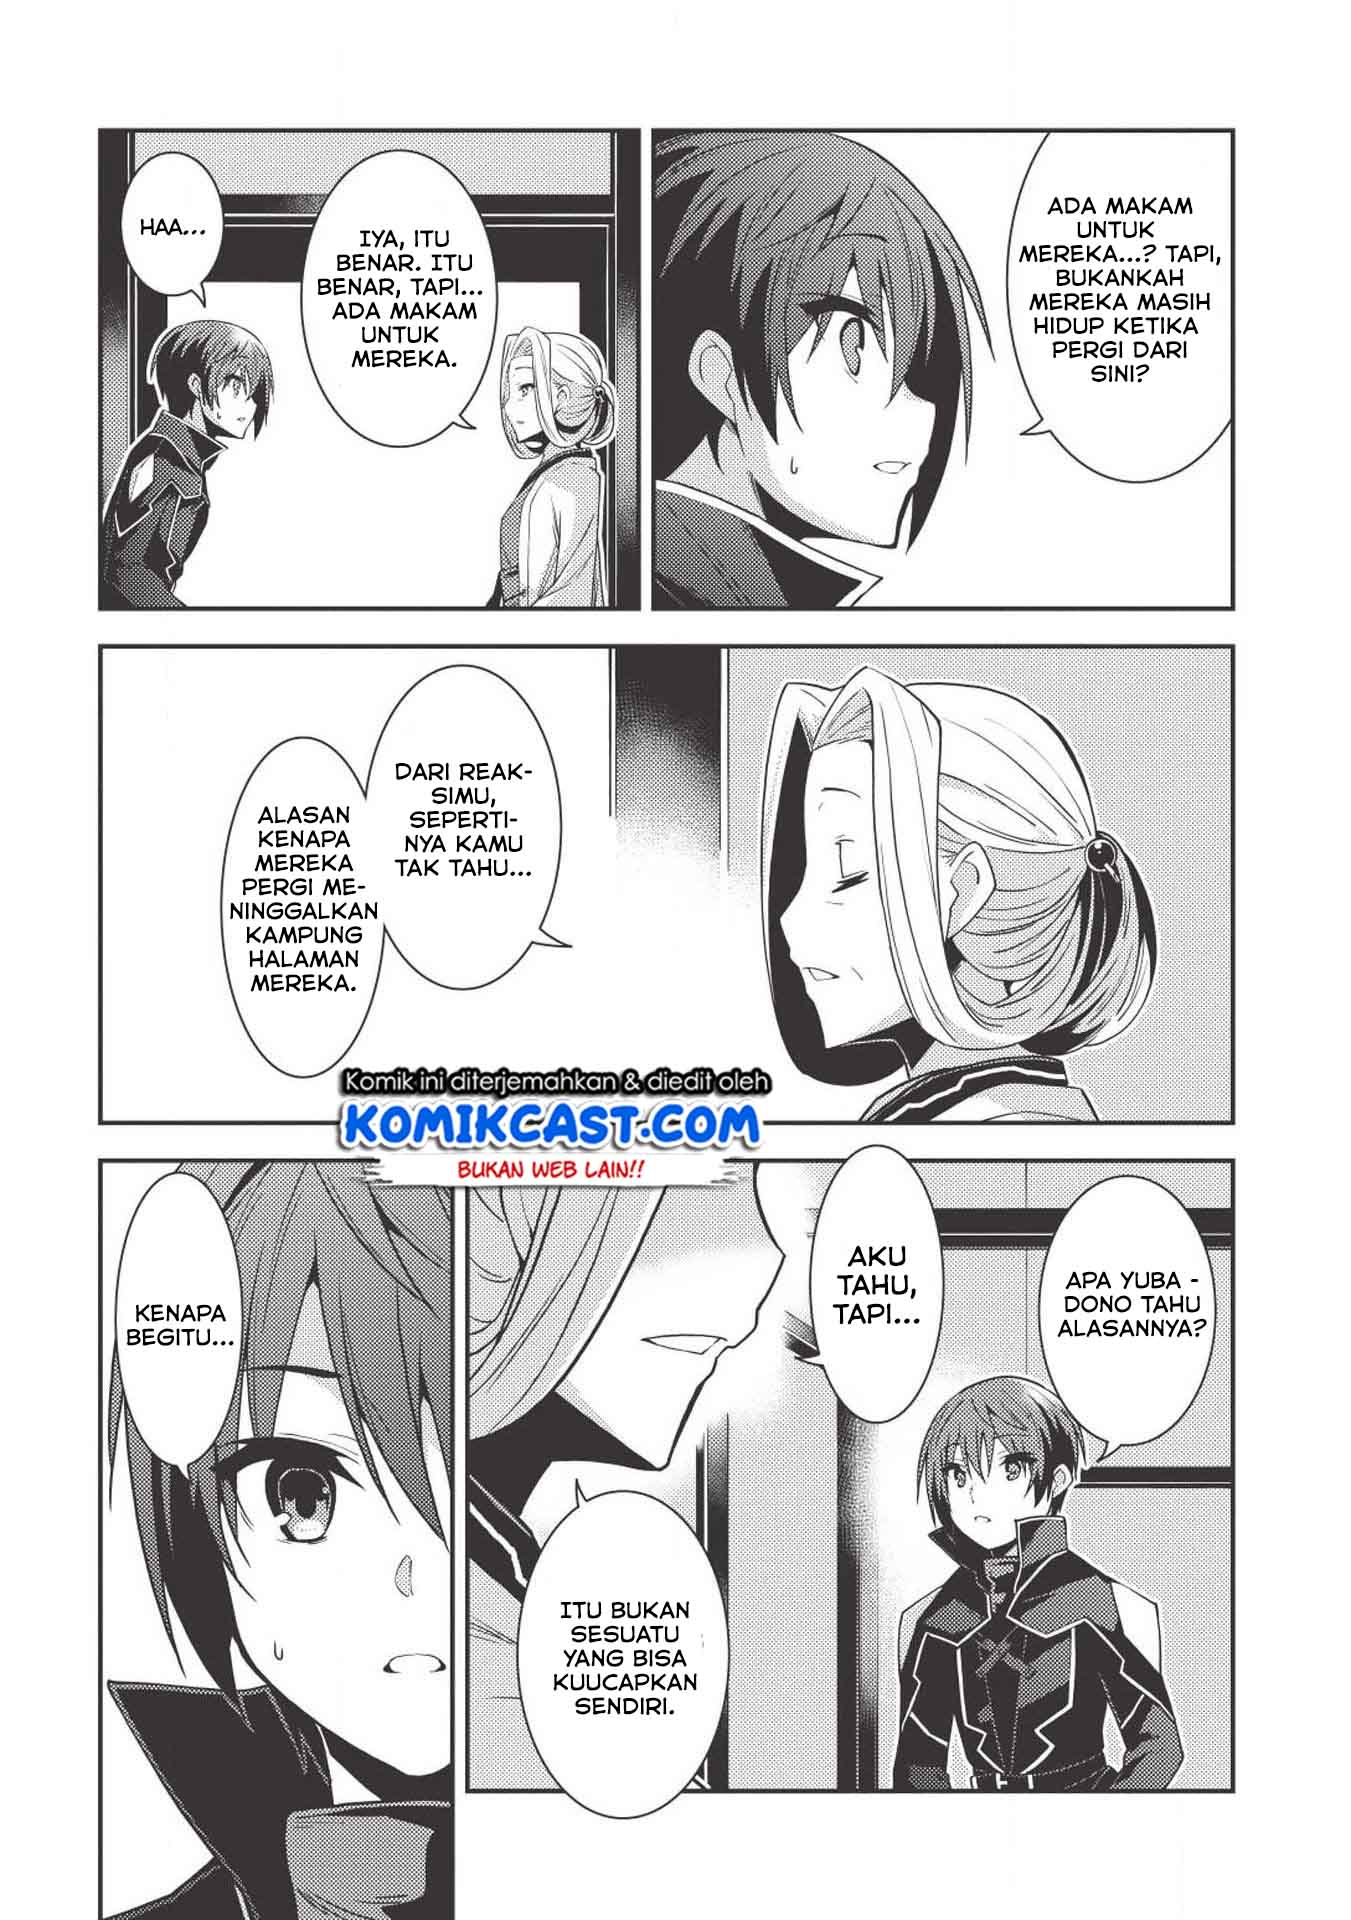 ADA MAKAM
UNTUK
MEREKA...? TAPI,
BUKANKAH
MEREKA MASIH
HIDUP KETIKA
PERGI DARI
SINI?
IYA, ITU
BENAR. ITU
BENAR, TAPI...
ADA MAKAM
UNTUK
MEREKA.
HAA...
DARI REAK-
SIMU,
SEPERTI-
NYA KAMU
TAK TAHU...
ALASAN
KENAPA
MEREKA
PERGI ME-
NINGGALKAN
KAMPUNG
HALAMAN
MEREKA.
Komik ini diterjemahkan & diedit oleh
KOMIKCAST.COM
BUKAN WEB LAIN!!
APA YUBA -
DONO TAHU
ALASANNYA?
AKU
TAHU,
TAPI...
ITU BUKAN
SESUATU
YANG BISA
KUUCAPKAN
SENDIRI.
KENAPA
BEGITU...